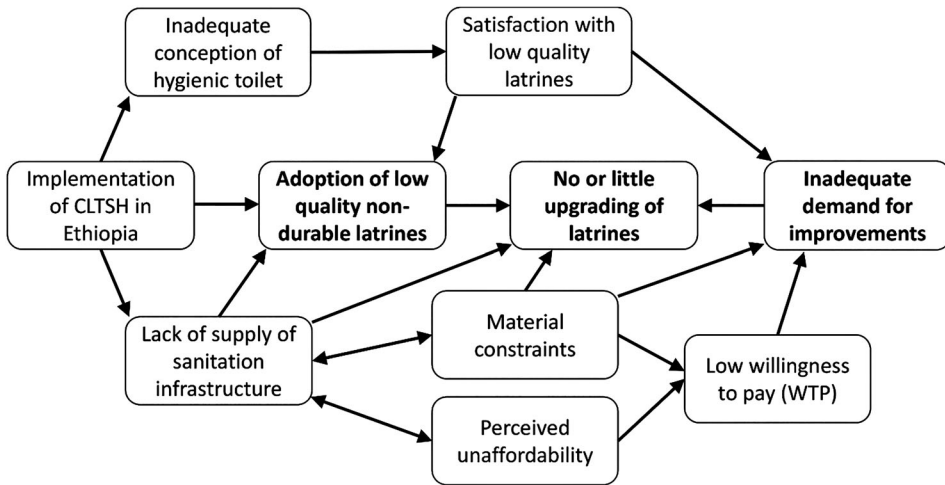 Inadequate
conception of
hygienic toilet
Satisfaction with
low quality
latrines
Implementation
of CLTSH in
Ethiopia
Adoption of low
quality non-
durable latrines
No or little
upgrading of
latrines
Inadequate
demand for
improvements
Lack of supply of
sanitation
infrastructure
Material
constraints
Low willingness
to pay (WTP)
Perceived
unaffordability